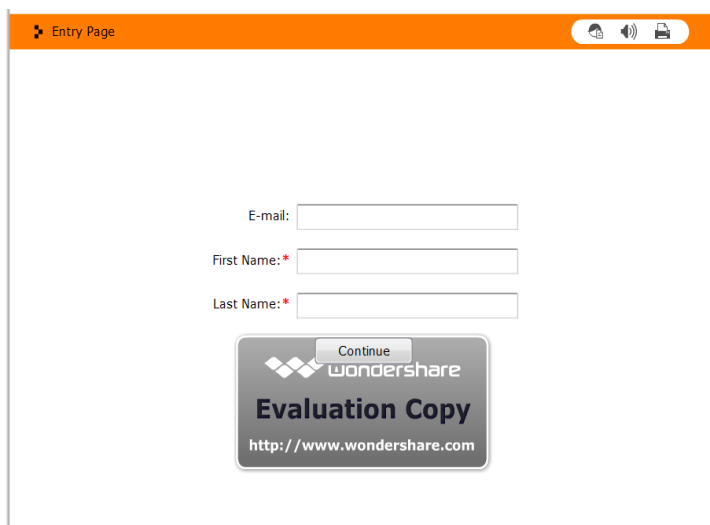 Entry Page
E-mail:
First Name:*
Last Name:*
Continue
wondershare
Evaluation Copy
http://www.wondershare.com